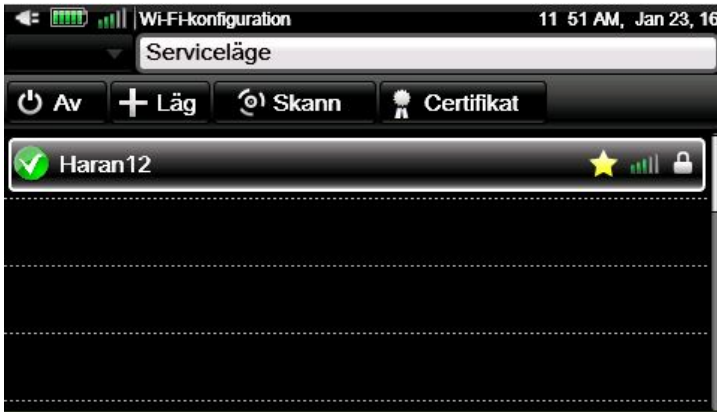 Wi-Fi-konfiguration 11 51 AM, Jan 23, 16
Serviceläge
Av Läg Skann Certifikat
Haran12